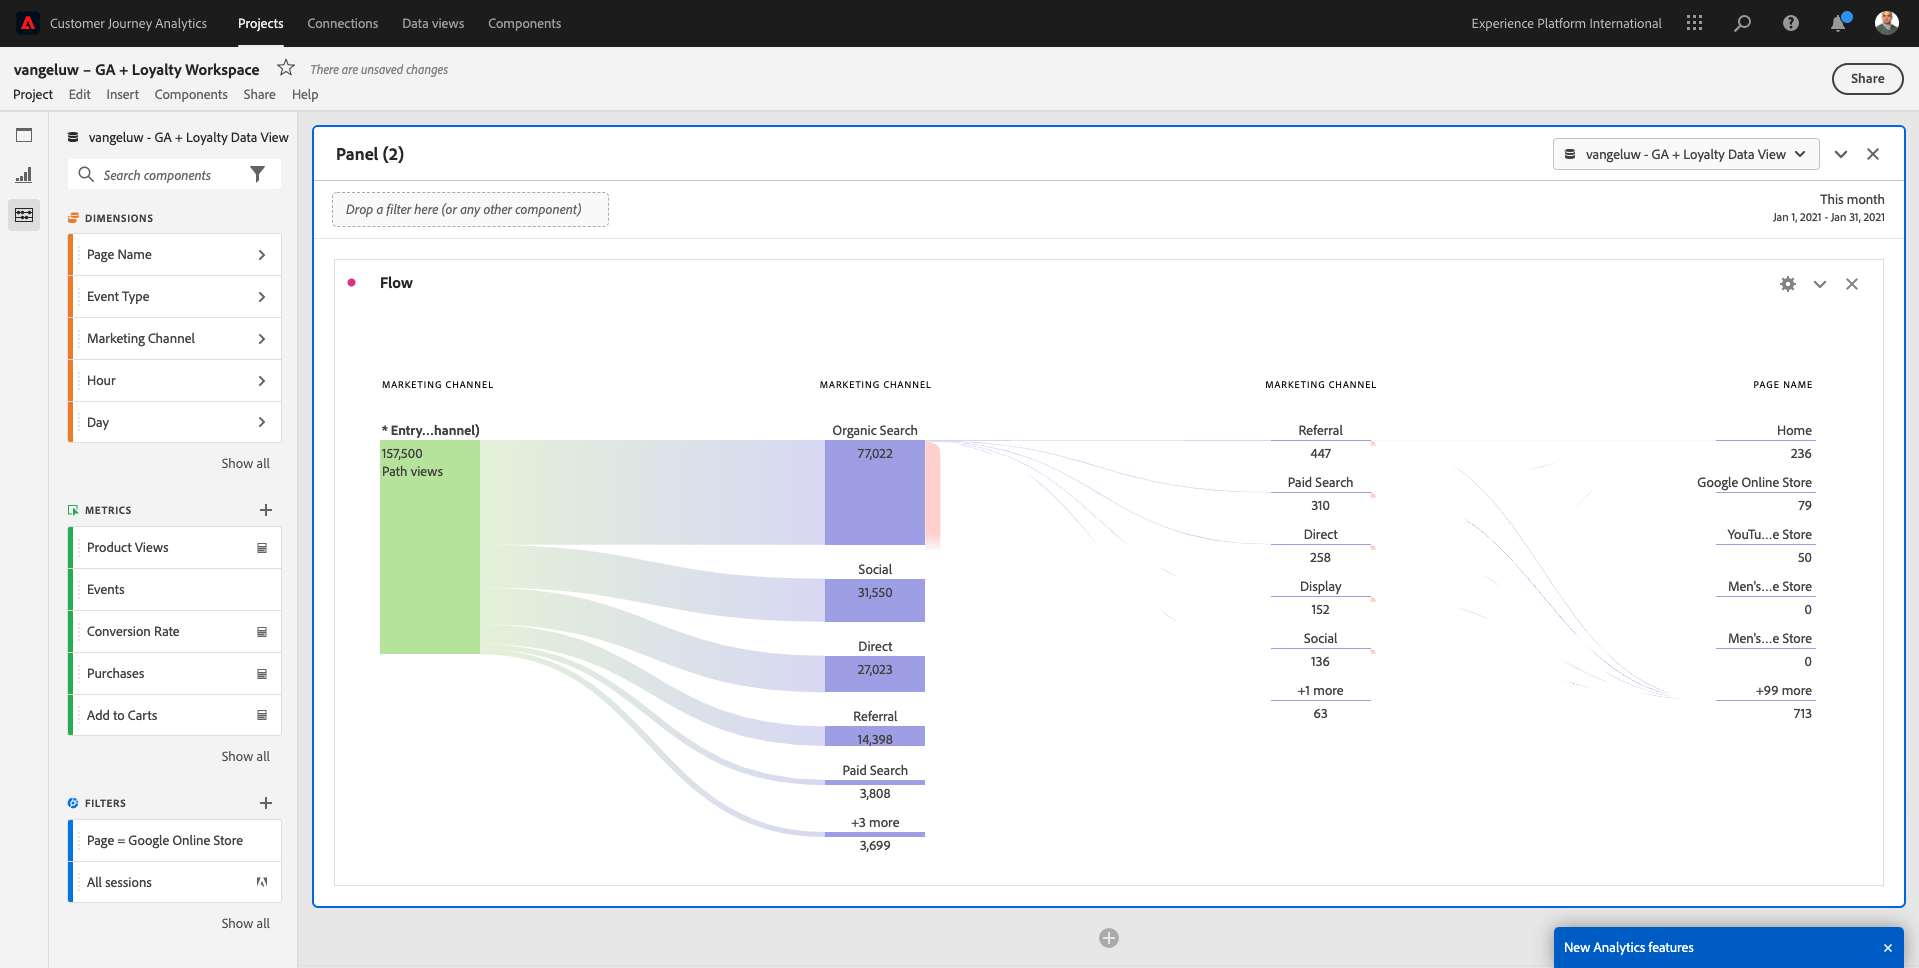 Customer Journey Analytics Projects Connections Data views Components Experience Platform International
vangeluw – GA + Loyalty Workspace There are unsaved changes
Project Edit Insert Components Share Help
Share
vangeluw - GA + Loyalty Data View
Search components
DIMENSIONS
Page Name
Event Type
Marketing Channel
Hour
Day
Show all
METRICS
Product Views
Events
Conversion Rate
Purchases
Add to Carts
Show all
FILTERS
Page = Google Online Store
All sessions
Show all
Panel (2)
vangeluw - GA + Loyalty Data View
Drop a filter here (or any other component)
This month
Jan 1, 2021 - Jan 31, 2021
Flow
MARKETING CHANNEL
* Entry...hannel)
157,500
Path views
MARKETING CHANNEL
Organic Search
77,022
Social
31,550
Direct
27,023
Referral
14,398
Paid Search
3,808
+3 more
3,699
MARKETING CHANNEL
Referral
447
Paid Search
310
Direct
258
Display
152
Social
136
+1 more
63
PAGE NAME
Home
236
Google Online Store
79
YouTu...e Store
50
Men's...e Store
0
Men's...e Store
0
+99 more
713
New Analytics features